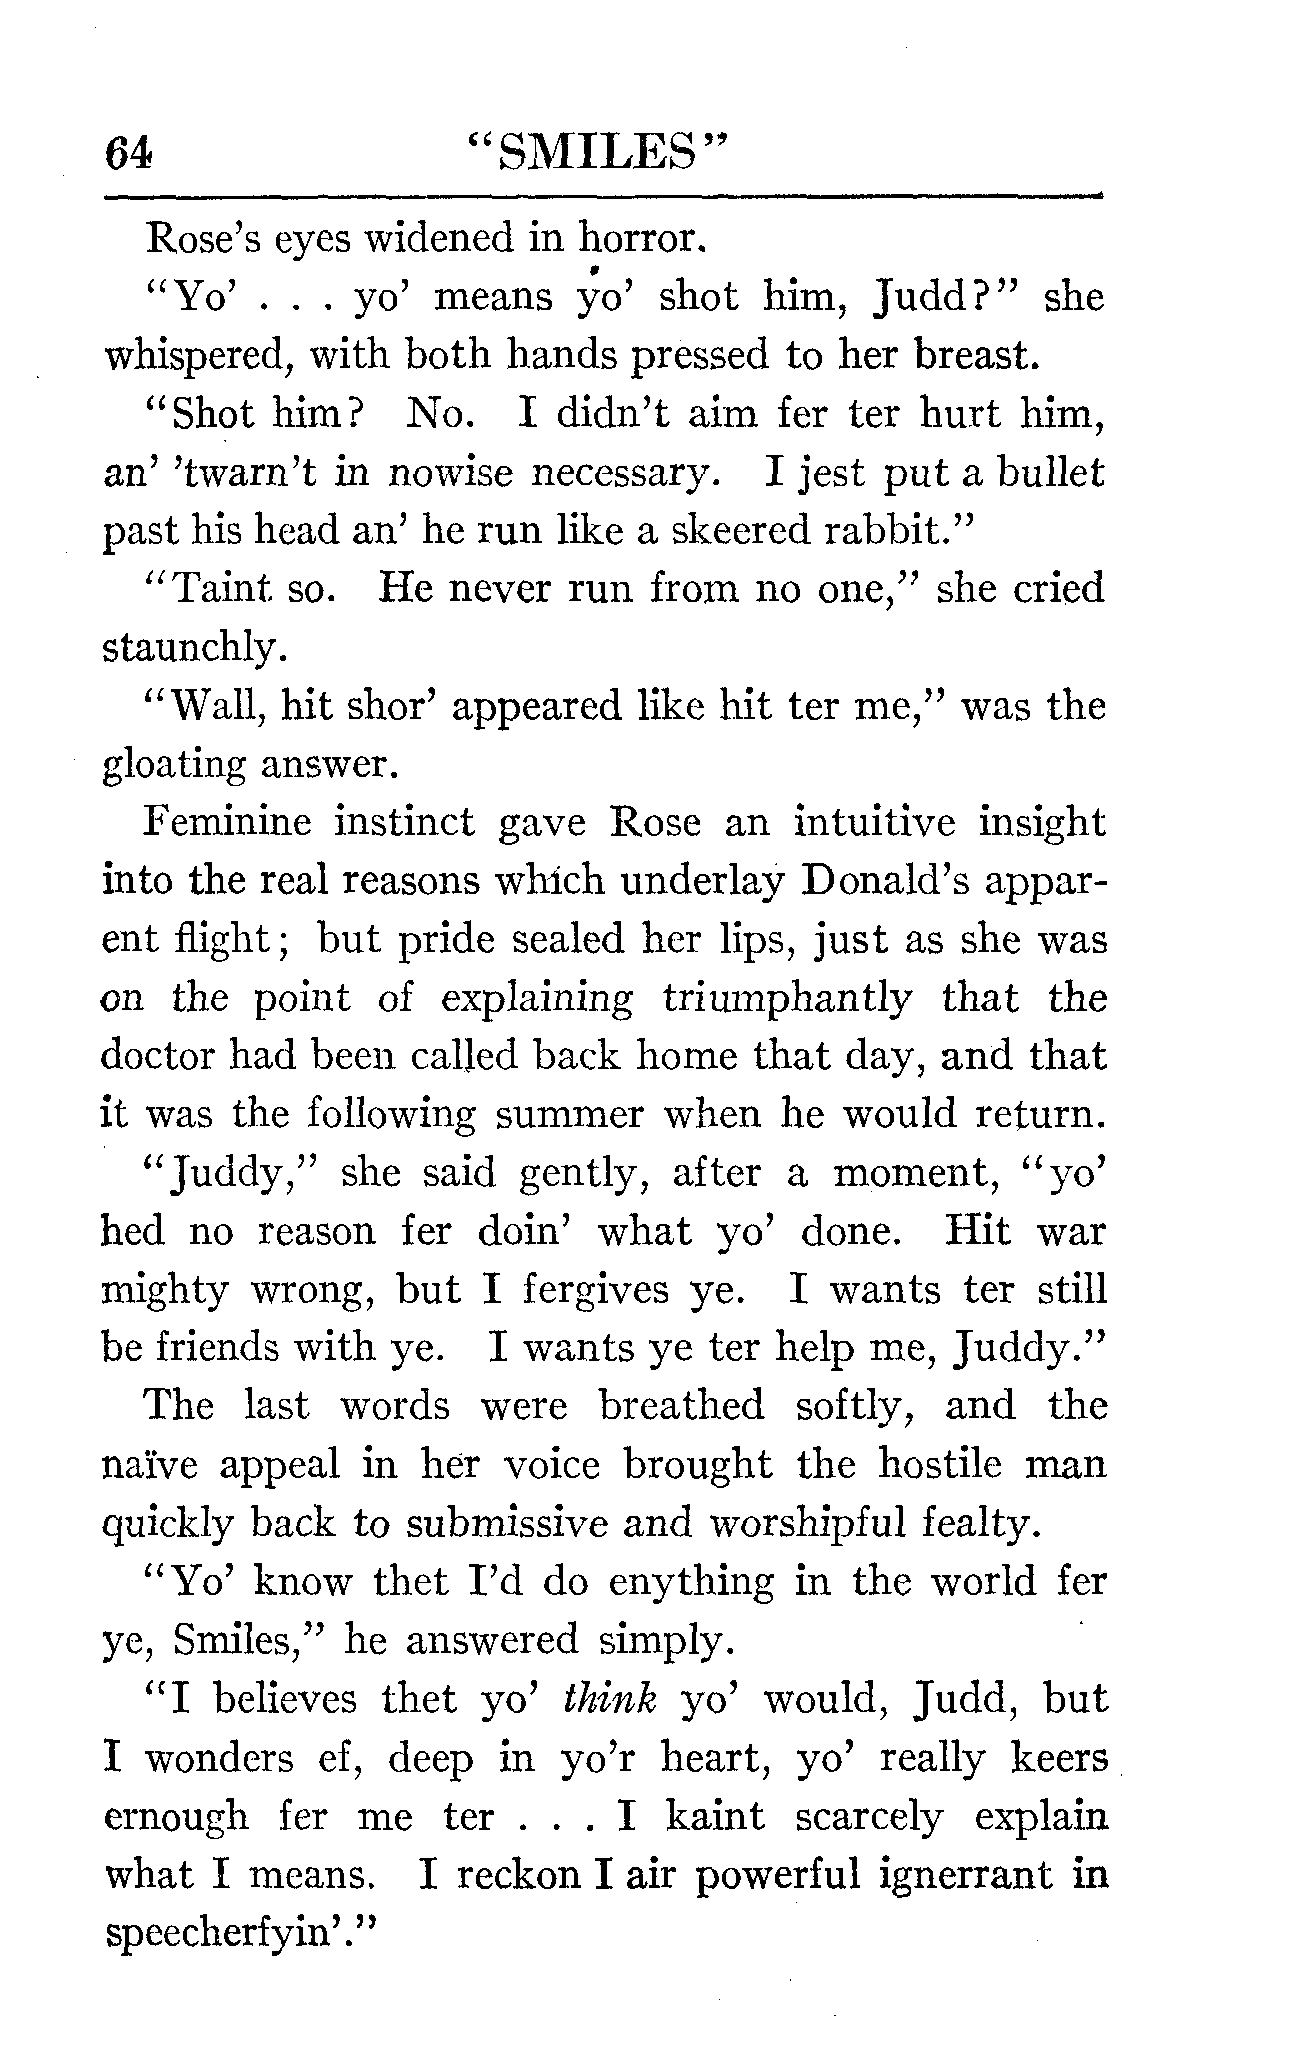 64 "SMILES"
Rose's eyes widened in horror.
"Yo' . . . yo' means yo' shot him, Judd?" she
whispered, with both hands pressed to her breast.
"Shot him? No. I didn't aim fer ter hurt him,
an' 'twarn't in nowise necessary. I jest put a bullet
past his head an' he run like a skeered rabbit."
"Taint so. He never run from no one," she cried
staunchly.
"Wall, hit shor' appeared like hit ter me," was the
gloating answer.
Feminine instinct gave Rose an intuitive insight
into the real reasons which underlay Donald's appar-
ent flight; but pride sealed her lips, just as she was
on the point of explaining triumphantly that the
doctor had been called back home that day, and that
it was the following summer when he would return.
"Juddy," she said gently, after a moment, "yo'
hed no reason fer doin' what yo' done. Hit war
mighty wrong, but I fergives ye. I wants ter still
be friends with ye. I wants ye ter help me, Juddy."
The last words were breathed softly, and the
naïve appeal in her voice brought the hostile man
quickly back to submissive and worshipful fealty.
"Yo' know thet I'd do enything in the world fer
ye, Smiles," he answered simply.
"I believes thet yo' think yo' would, Judd, but
I wonders ef, deep in yo'r heart, yo' really keers
ernough fer me ter . . . I kaint scarcely explain
what I means. I reckon I air powerful ignerrant in
speecherfyin'."